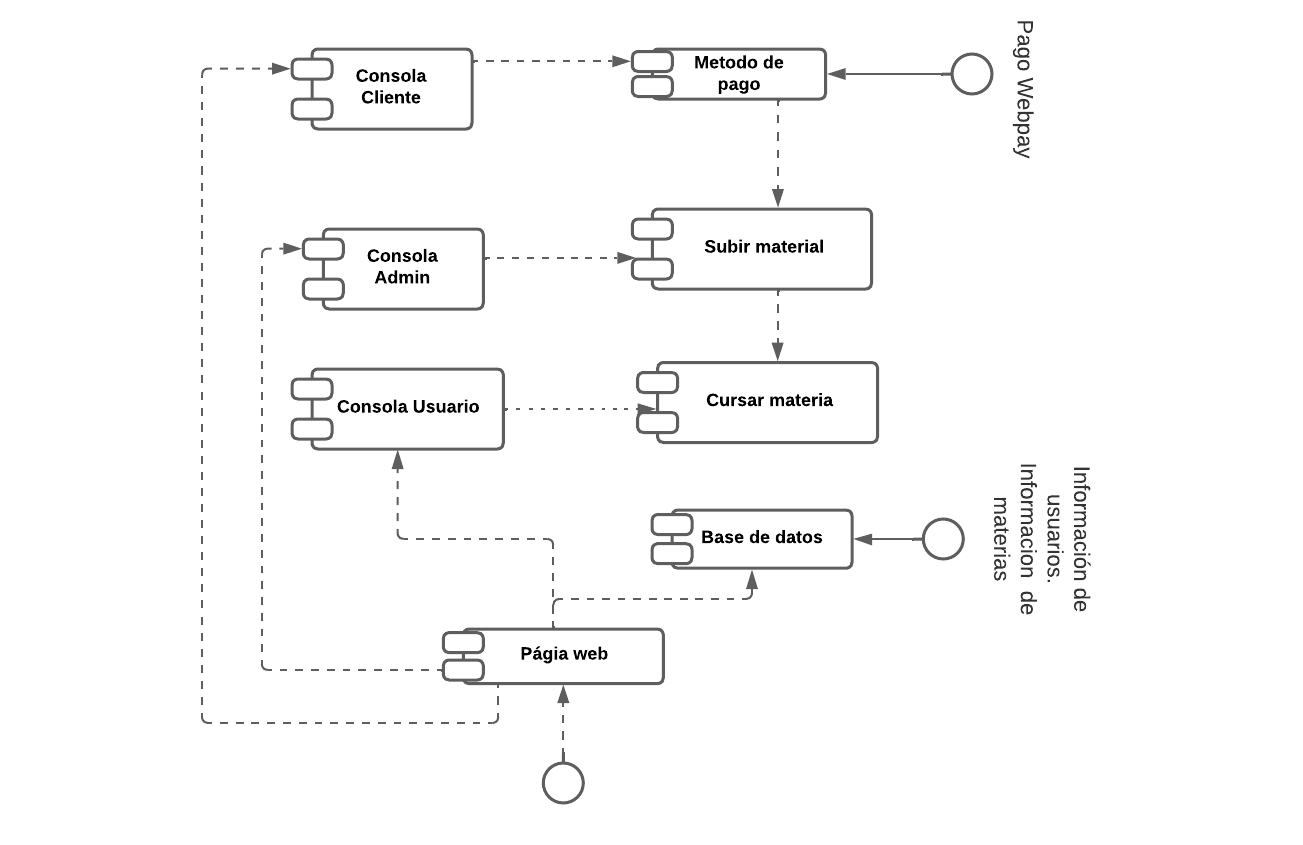 Consola
Cliente
Metodo de
pago
Pago Webpay
Consola
Admin
Subir material
Consola Usuario
Cursar materia
Base de datos
Información de
usuarios.
Informacion de
materias
Págia web